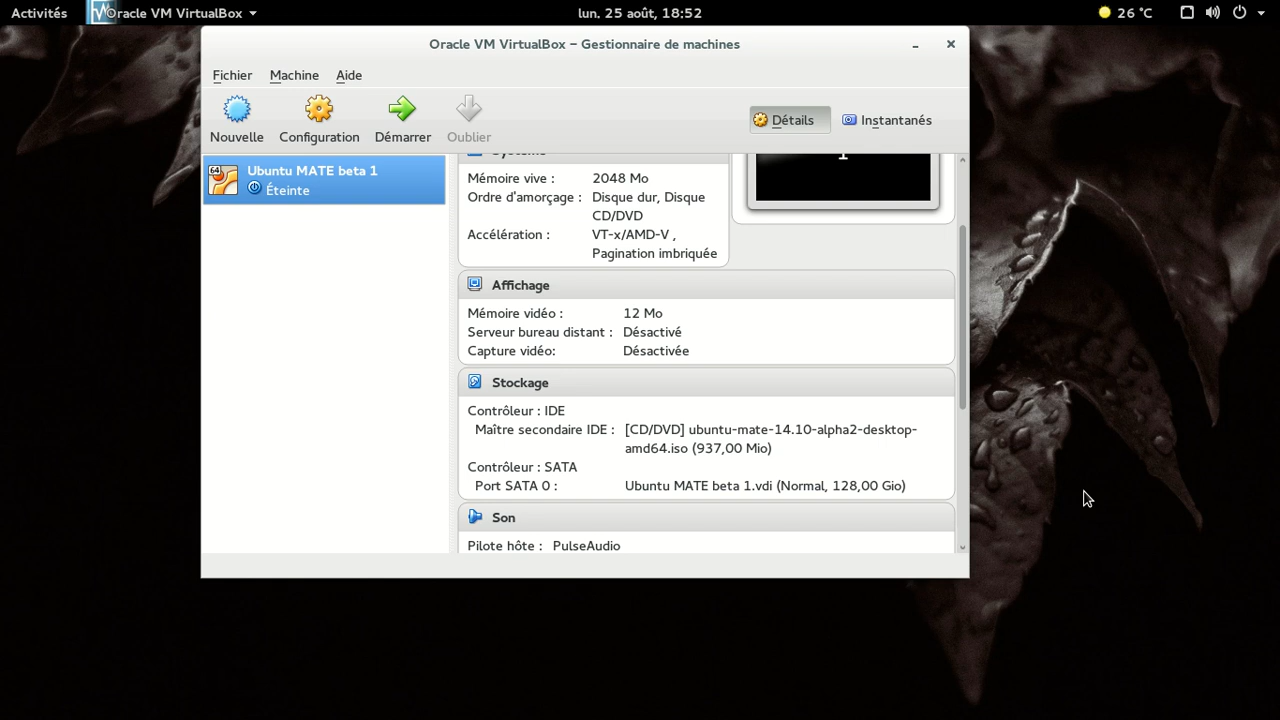 Activités
Oracle VM VirtualBox
lun. 25 août, 18:52
26 °C
Oracle VM VirtualBox – Gestionnaire de machines
Fichier Machine Aide
Nouvelle Configuration Démarrer Oublier
Détails Instantanés
64
Ubuntu MATE beta 1
Éteinte
Mémoire vive : 2048 Mo
Ordre d'amorçage : Disque dur, Disque
CD/DVD
Accélération : VT-x/AMD-V ,
Pagination imbriquée
Affichage
Mémoire vidéo : 12 Mo
Serveur bureau distant : Désactivé
Capture vidéo: Désactivée
Stockage
Contrôleur : IDE
Maître secondaire IDE : [CD/DVD] ubuntu-mate-14.10-alpha2-desktop-
amd64.iso (937,00 Mio)
Contrôleur : SATA
Port SATA 0 : Ubuntu MATE beta 1.vdi (Normal, 128,00 Gio)
Son
Pilote hôte : PulseAudio